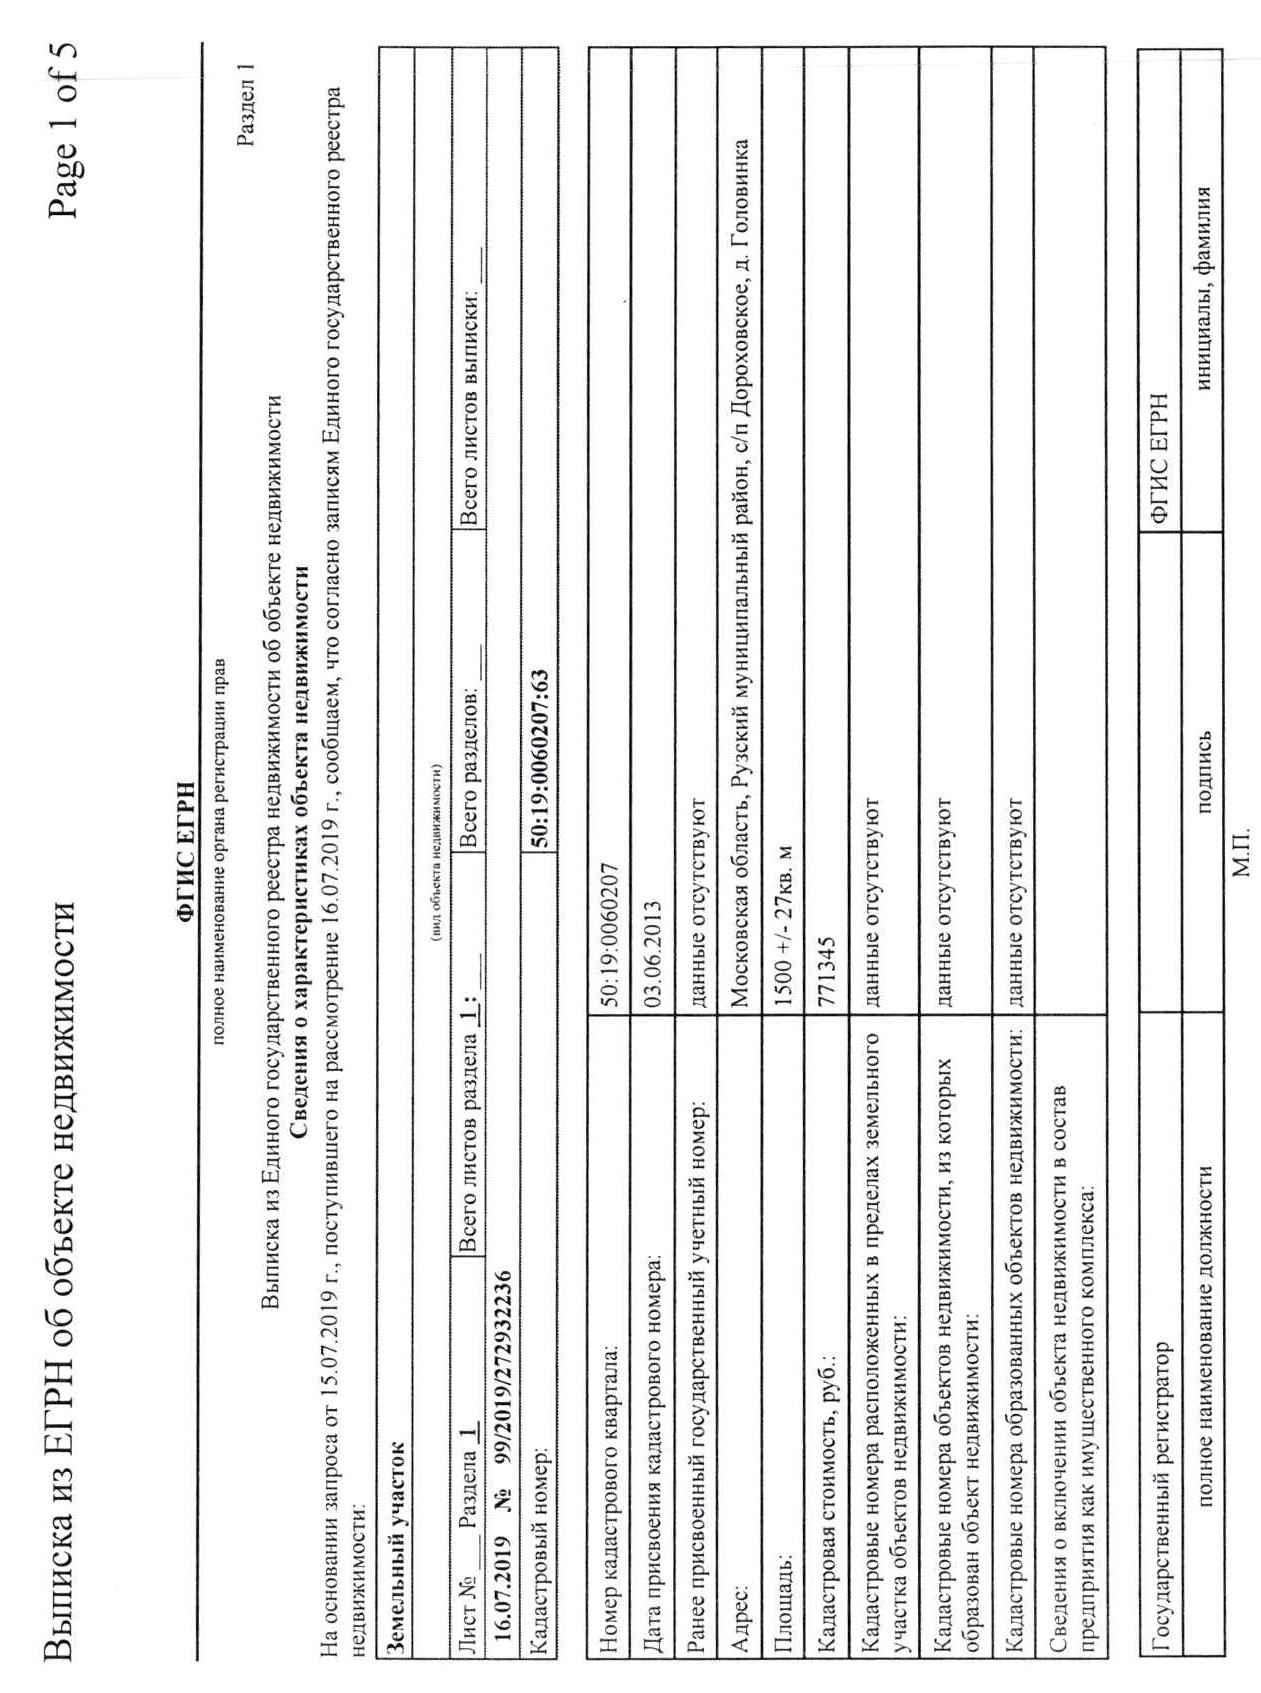 Выписка из ЕГРН об объекте недвижимости Page 1 of 5
ФГИС ЕГРН
полное наименование органа регистрации прав
Раздел 1
Выписка из Единого государственного реестра недвижимости об объекте недвижимости
Сведения о характеристиках объекта недвижимости
На основании запроса от 15.07.2019 г., поступившего на рассмотрение 16.07.2019 г., сообщаем, что согласно записям Единого государственного реестра
недвижимости:
Земельный участок
(вид объекта недвижимости)
Лист № ___ Раздела 1 Всего листов раздела 1 : ___ Всего разделов: ___ Всего листов выписки: ___
16.07.2019 № 99/2019/272932236
Кадастровый номер: 50:19:0060207:63
Номер кадастрового квартала: 50:19:0060207
Дата присвоения кадастрового номера: 03.06.2013
Ранее присвоенный государственный учетный номер: данные отсутствуют
Адрес: Московская область, Рузский муниципальный район, с/п Дороховское, д. Головинка
Площадь: 1500 +/- 27кв. м
Кадастровая стоимость, руб.: 771345
Кадастровые номера расположенных в пределах земельного данные отсутствуют
участка объектов недвижимости:
Кадастровые номера объектов недвижимости, из которых данные отсутствуют
образован объект недвижимости:
Кадастровые номера образованных объектов недвижимости: данные отсутствуют
Сведения о включении объекта недвижимости в состав
предприятия как имущественного комплекса:
Государственный регистратор ФГИС ЕГРН
полное наименование должности подпись инициалы, фамилия
М.П.